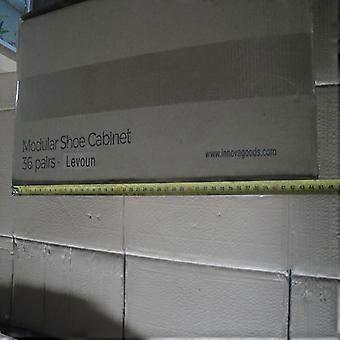 Modular Shoe Cabinet
36 pairs - Levoun
www.innovagoods.com